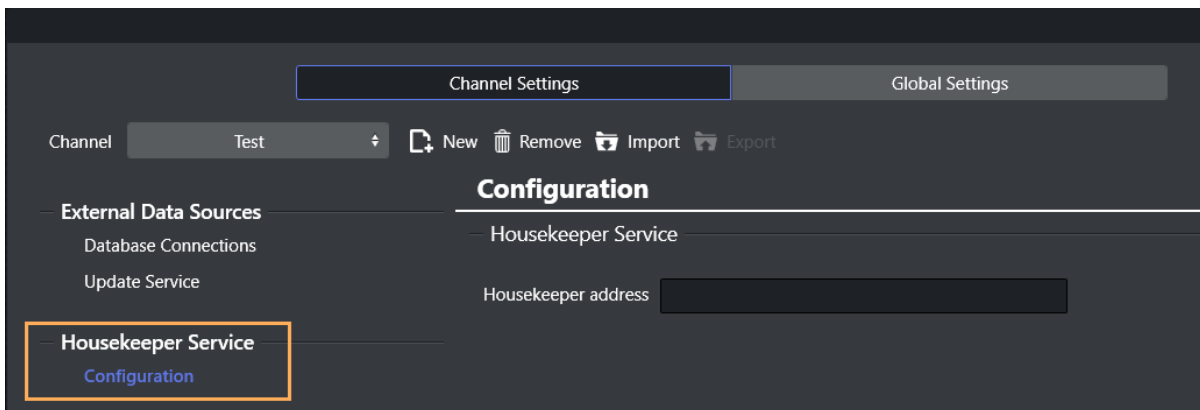 Channel Settings Global Settings
Channel Test New Remove Import Export
Configuration
External Data Sources
Housekeeper Service
Database Connections
Update Service
Housekeeper address
Housekeeper Service
Configuration